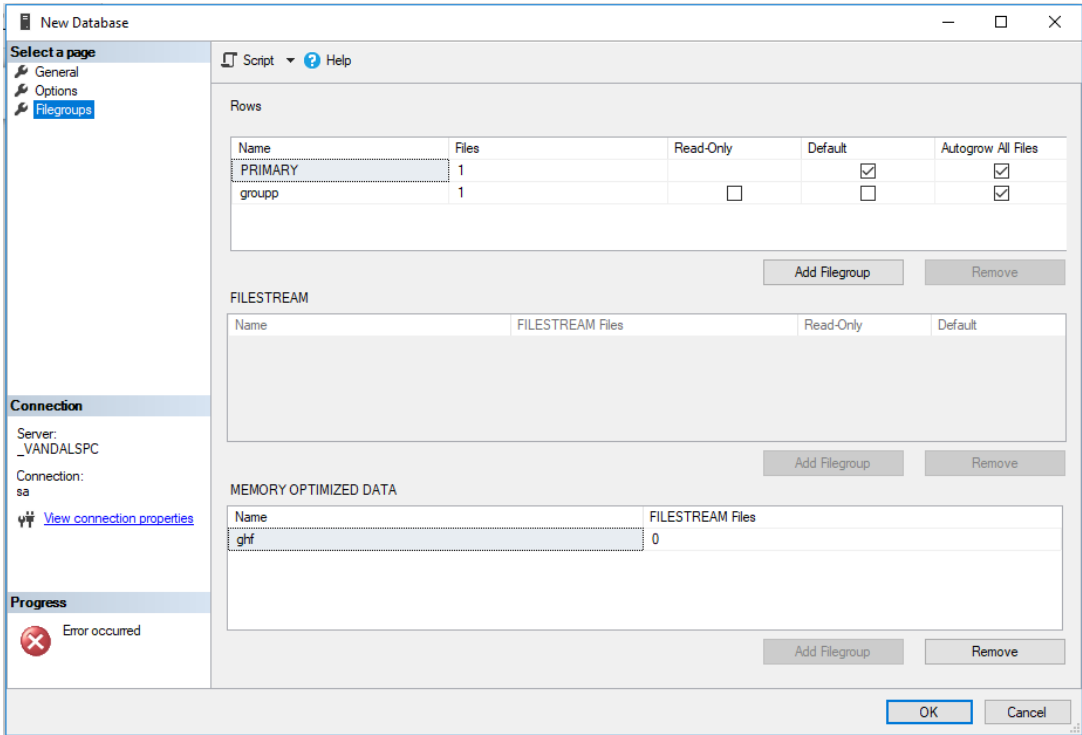 New Database
Select a page
General
Options
Filegroups
Script Help
Rows
Name Files Read-Only Default Autogrow All Files
PRIMARY 1
groupp 1
Add Filegroup Remove
FILESTREAM
Name FILESTREAM Files Read-Only Default
Add Filegroup Remove
MEMORY OPTIMIZED DATA
Name FILESTREAM Files
ghf 0
Add Filegroup Remove
Connection
Server:
_VANDALSPC
Connection:
sa
View connection properties
Progress
Error occurred
OK Cancel